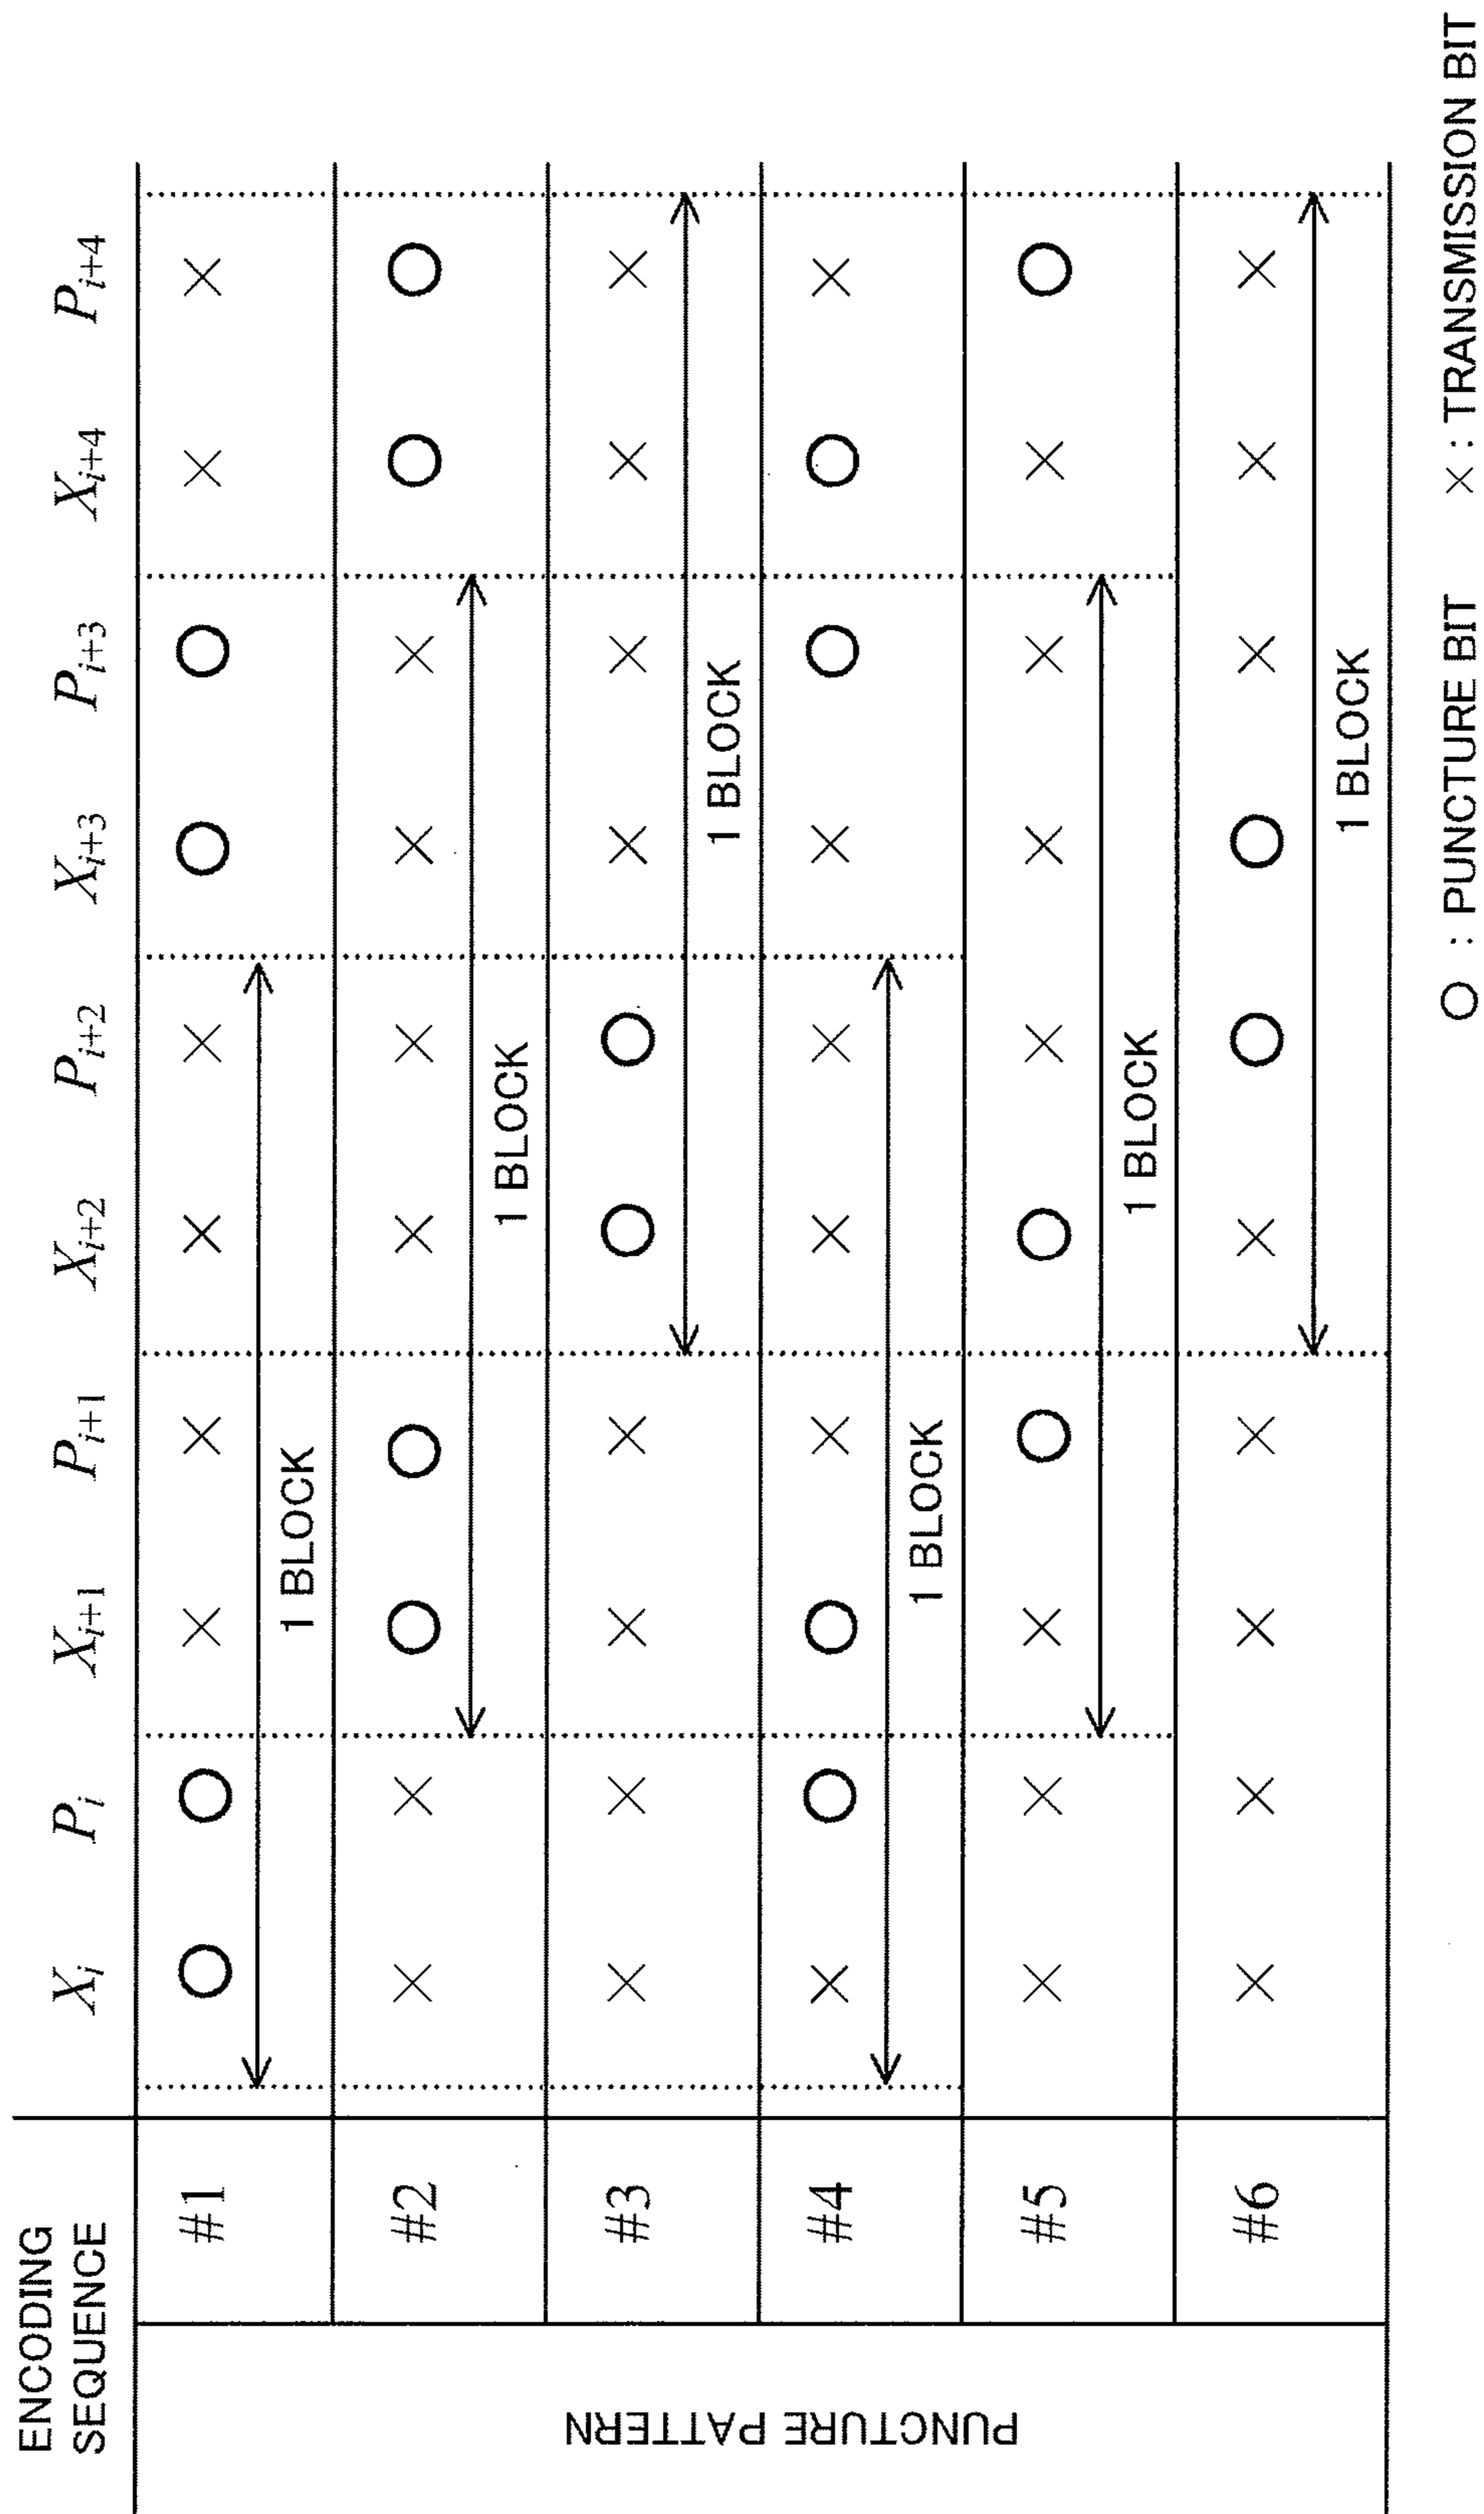 ENCODING
SEQUENCE
X_i P_i X_{i+1} P_{i+1} X_{i+2} P_{i+2} X_{i+3} P_{i+3} X_{i+4} P_{i+4}
PUNCTURE PATTERN
#1 ○ ○ × × × × ○ ○ × ×
1 BLOCK
#2 × × ○ ○ × × × × ○ ○
1 BLOCK
#3 × × × × ○ ○ × × × ×
1 BLOCK
#4 × ○ ○ × × × × ○ ○ ×
1 BLOCK
#5 × × × ○ ○ × × × × ○
1 BLOCK
#6 × × × × × ○ ○ × × ×
1 BLOCK
○ : PUNCTURE BIT × : TRANSMISSION BIT